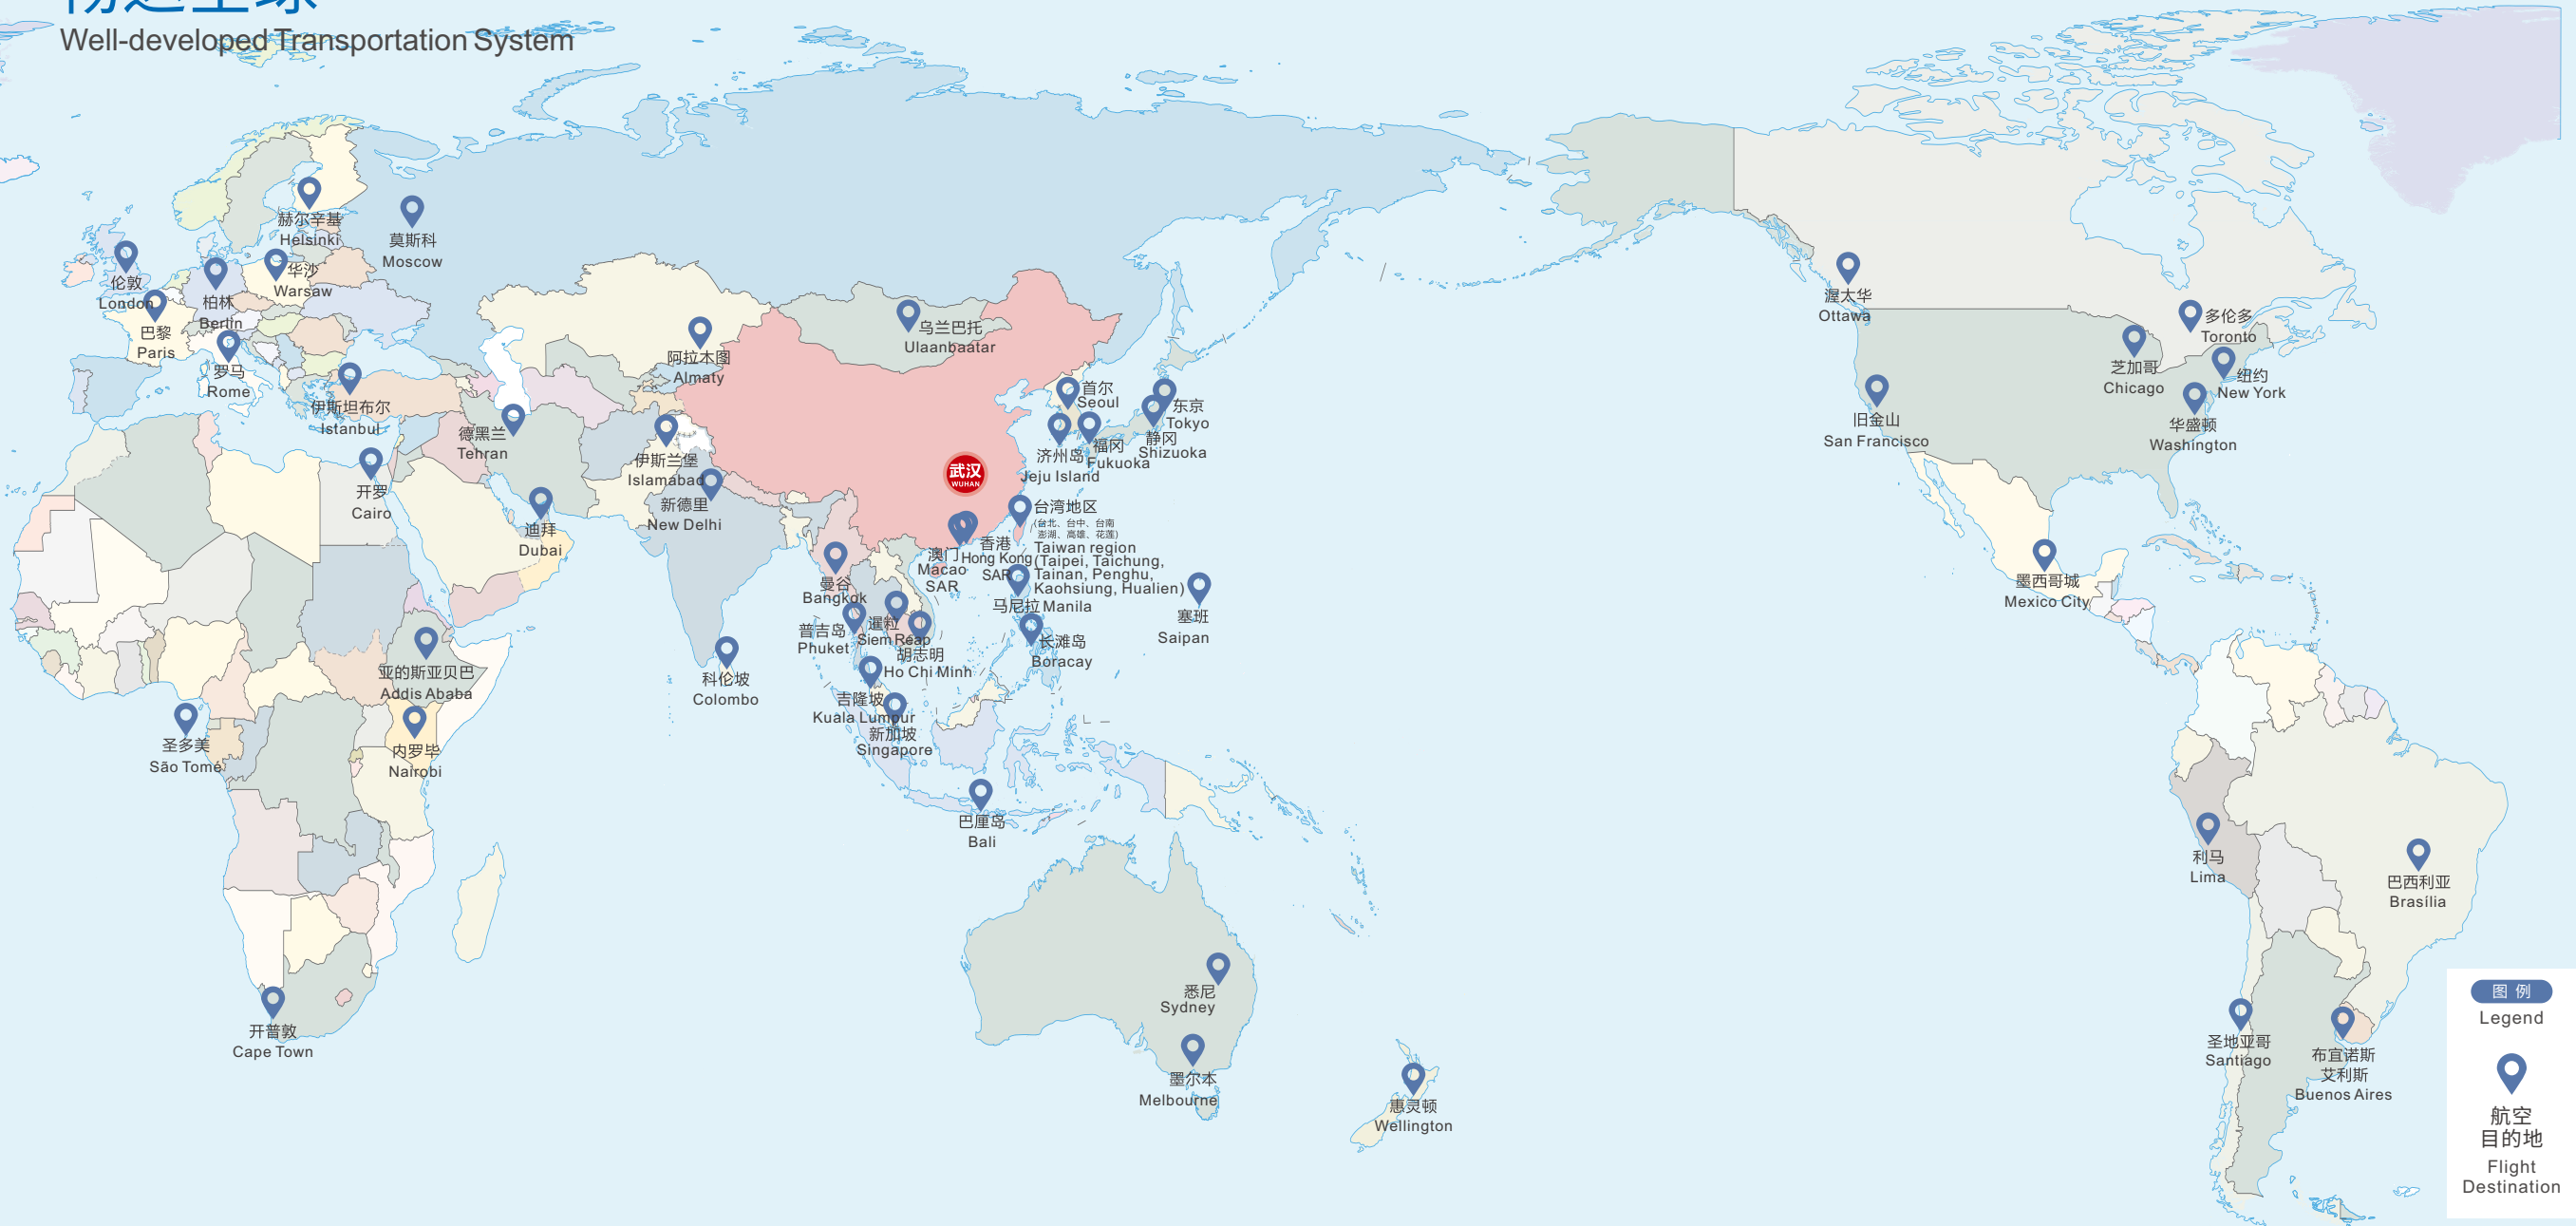 畅达全球
Well-developed Transportation System
赫尔辛基
Helsinki
莫斯科
Moscow
伦敦
London
柏林
Berlin
华沙
Warsaw
巴黎
Paris
罗马
Rome
伊斯坦布尔
Istanbul
德黑兰
Tehran
开罗
Cairo
迪拜
Dubai
阿拉木图
Almaty
乌兰巴托
Ulaanbaatar
伊斯兰堡
Islamabad
新德里
New Delhi
武汉
WUHAN
首尔
Seoul
东京
Tokyo
静冈
Shizuoka
福冈
Fukuoka
济州岛
Jeju Island
台湾地区
(台北、台中、台南
澎湖、高雄、花莲)
Taiwan region
(Taipei, Taichung,
Tainan, Penghu,
Kaohsiung, Hualien)
香港
Hong Kong
SAR
澳门
Macao
SAR
曼谷
Bangkok
普吉岛
Phuket
暹粒
Siem Reap
胡志明
Ho Chi Minh
马尼拉 Manila
长滩岛
Boracay
塞班
Saipan
科伦坡
Colombo
吉隆坡
Kuala Lumpur
新加坡
Singapore
巴厘岛
Bali
亚的斯亚贝巴
Addis Ababa
圣多美
São Tomé
内罗毕
Nairobi
开普敦
Cape Town
悉尼
Sydney
墨尔本
Melbourne
惠灵顿
Wellington
渥太华
Ottawa
多伦多
Toronto
芝加哥
Chicago
纽约
New York
旧金山
San Francisco
华盛顿
Washington
墨西哥城
Mexico City
利马
Lima
巴西利亚
Brasília
圣地亚哥
Santiago
布宜诺斯
艾利斯
Buenos Aires
图例
Legend
航空
目的地
Flight
Destination